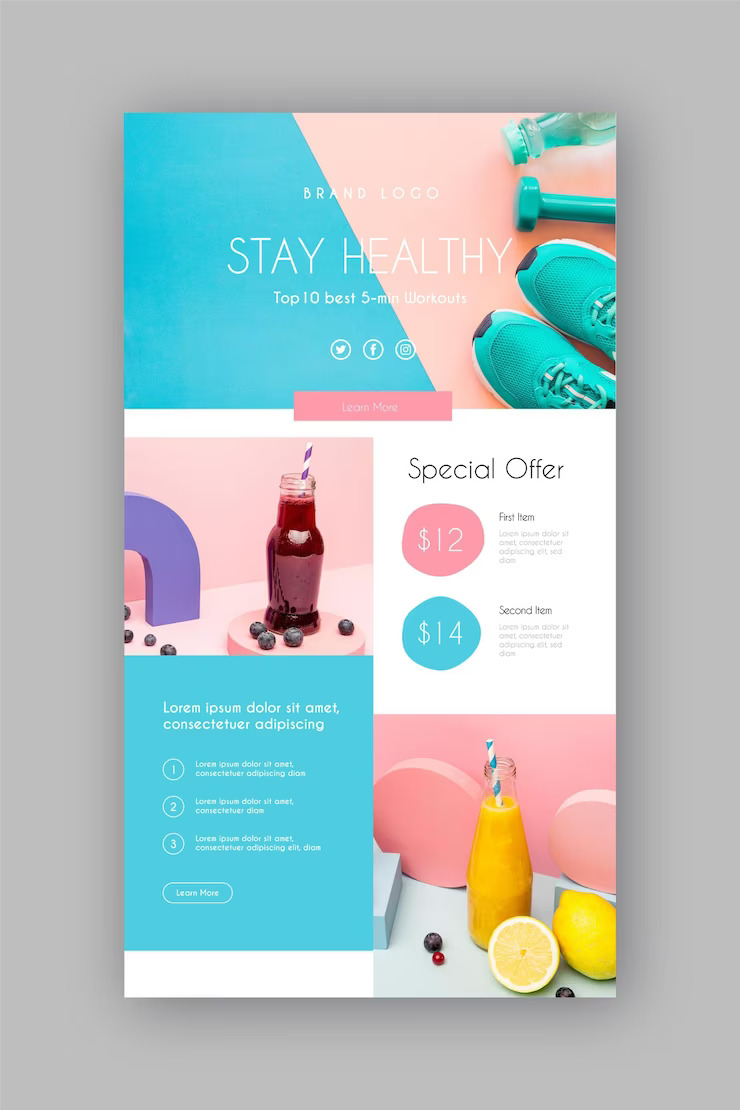 BRAND LOGO
STAY HEALTHY
Top10 best 5-min Workouts
Learn More
Special Offer
$12
First Item
Lorem ipsum dolor sit
amet, consectetuer
adipiscing elit, sed
diam
$14
Second Item
Lorem ipsum dolor sit
amet, consectetuer
adipiscing elit, sed
diam
Lorem ipsum dolor sit amet,
consectetuer adipiscing
1
Lorem ipsum dolor sit amet,
consectetuer adipiscing diam
2
Lorem ipsum dolor sit amet,
consectetuer diam
3
Lorem ipsum dolor sit amet,
consectetuer adipiscing elit, diam
Learn More